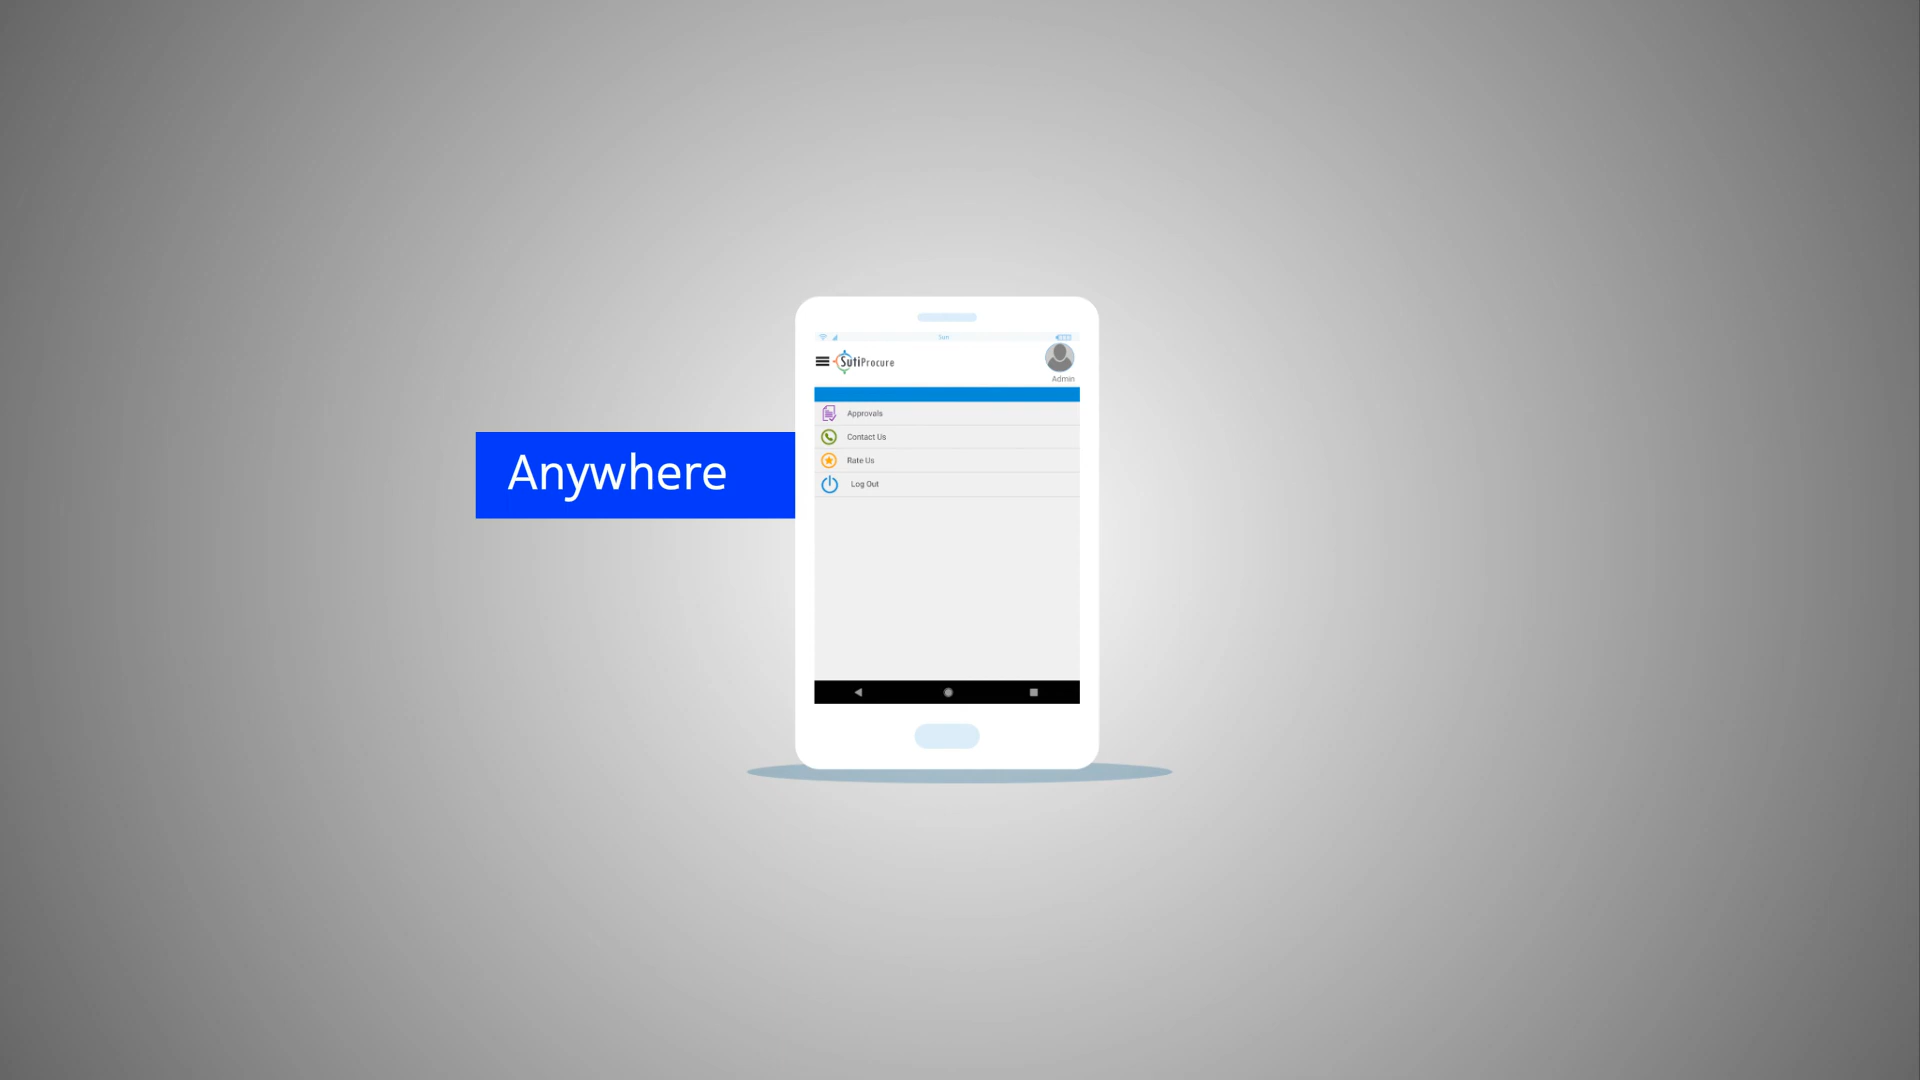 SutiProcure
Admin
Approvals
Contact Us
Rate Us
Log Out
Anywhere